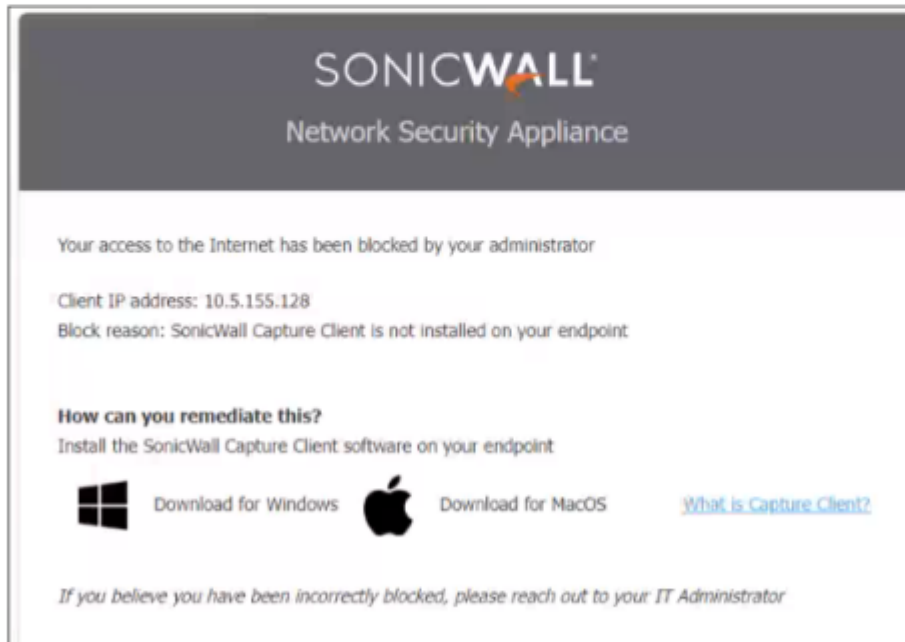 SONICWALL
Network Security Appliance
Your access to the Internet has been blocked by your administrator
Client IP address: 10.5.155.128
Block reason: SonicWall Capture Client is not installed on your endpoint
How can you remediate this?
Install the SonicWall Capture Client software on your endpoint
Download for Windows Download for MacOS What is Capture Client?
If you believe you have been incorrectly blocked, please reach out to your IT Administrator